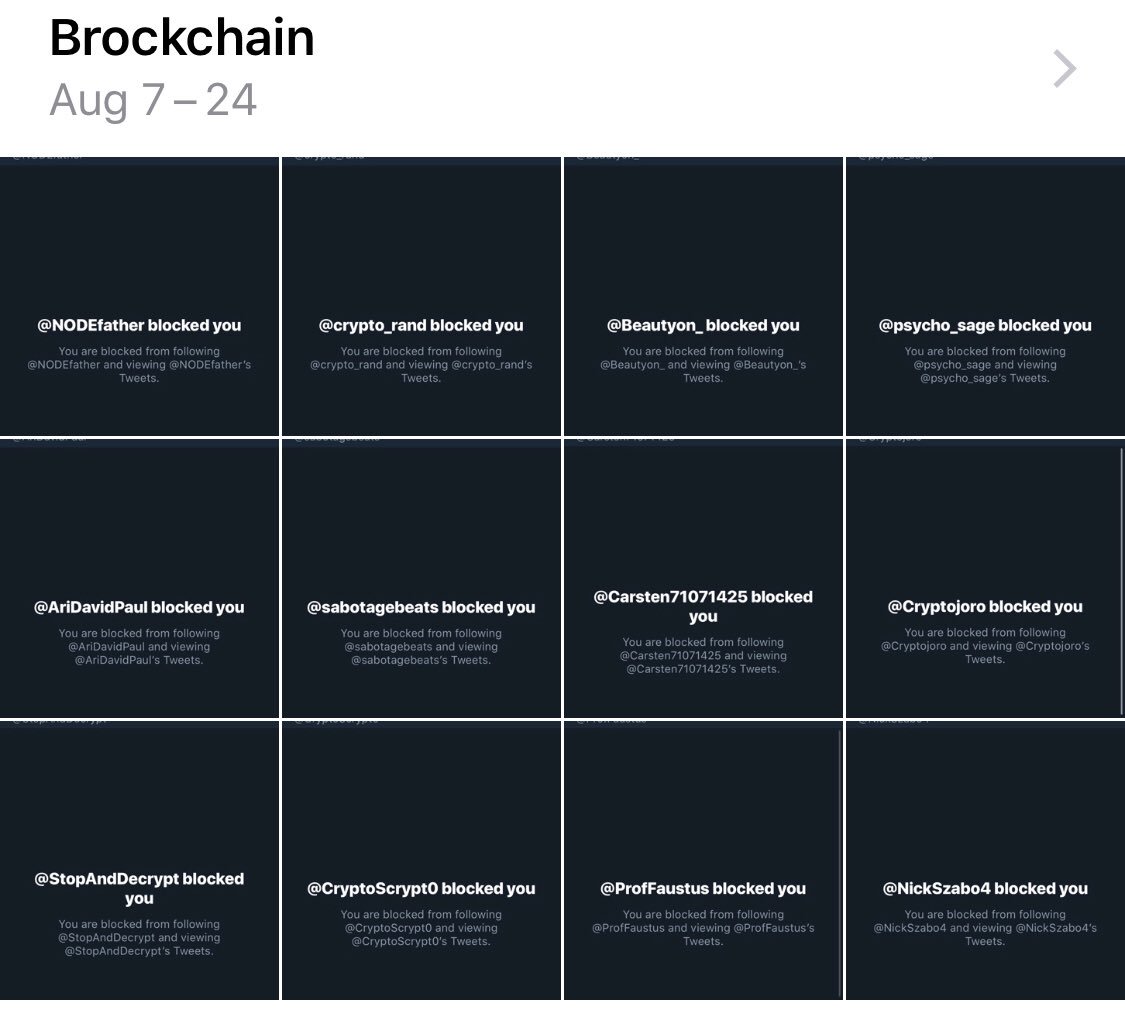 Brockchain
Aug 7 – 24
@NODEfather blocked you
You are blocked from following
@NODEfather and viewing @NODEfather's
Tweets.
@crypto_rand blocked you
You are blocked from following
@crypto_rand and viewing @crypto_rand's
Tweets.
@Beautyon_ blocked you
You are blocked from following
@Beautyon_ and viewing @Beautyon_'s
Tweets.
@psycho_sage blocked you
You are blocked from following
@psycho_sage and viewing
@psycho_sage's Tweets.
@AriDavidPaul blocked you
You are blocked from following
@AriDavidPaul and viewing
@AriDavidPaul's Tweets.
@sabotagebeats blocked you
You are blocked from following
@sabotagebeats and viewing
@sabotagebeats's Tweets.
@Carsten71071425 blocked
you
You are blocked from following
@Carsten71071425 and viewing
@Carsten71071425's Tweets.
@Cryptojoro blocked you
You are blocked from following
@Cryptojoro and viewing @Cryptojoro's
Tweets.
@StopAndDecrypt blocked
you
You are blocked from following
@StopAndDecrypt and viewing
@StopAndDecrypt's Tweets.
@CryptoScrypt0 blocked you
You are blocked from following
@CryptoScrypt0 and viewing
@CryptoScrypt0's Tweets.
@ProfFaustus blocked you
You are blocked from following
@ProfFaustus and viewing @ProfFaustus's
Tweets.
@NickSzabo4 blocked you
You are blocked from following
@NickSzabo4 and viewing @NickSzabo4's
Tweets.